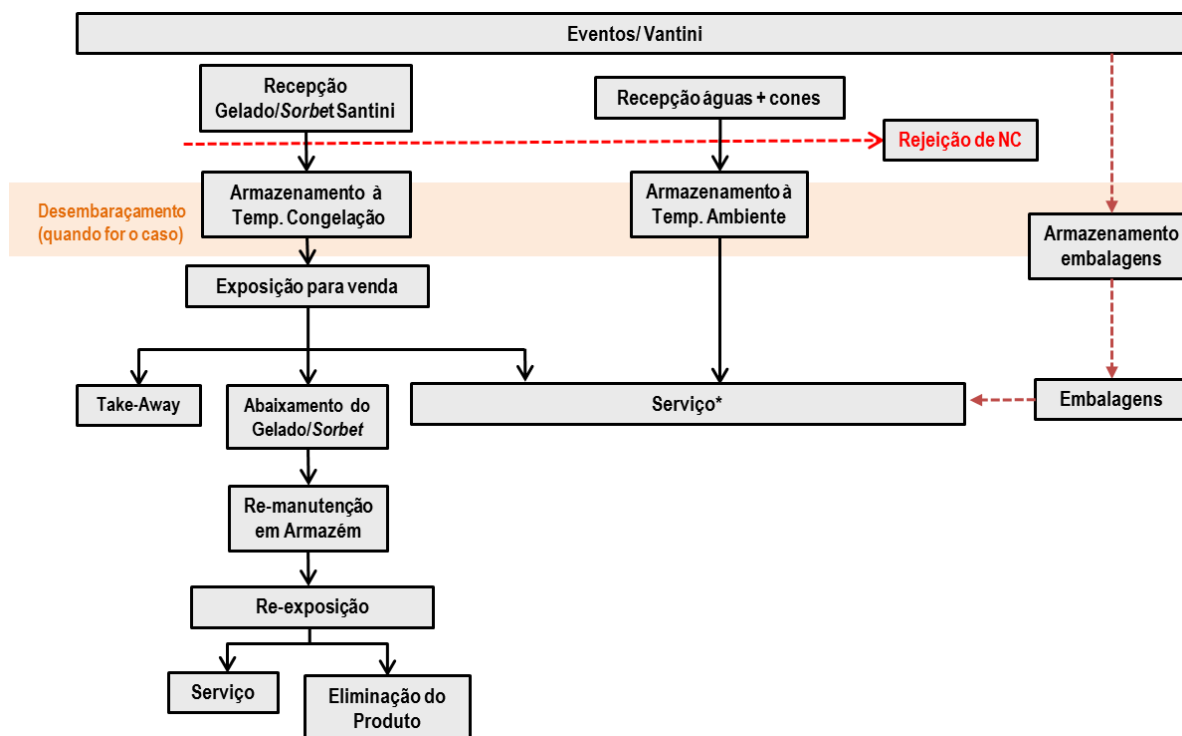 Eventos/ Vantini
Recepção
Gelado/Sorbet Santini
Recepção águas + cones
Rejeição de NC
Desembaraçamento
(quando for o caso)
Armazenamento à
Temp. Congelação
Armazenamento à
Temp. Ambiente
Armazenamento
embalagens
Exposição para venda
Take-Away
Abaixamento do
Gelado/Sorbet
Serviço*
Embalagens
Re-manutenção
em Armazém
Re-exposição
Serviço
Eliminação do
Produto